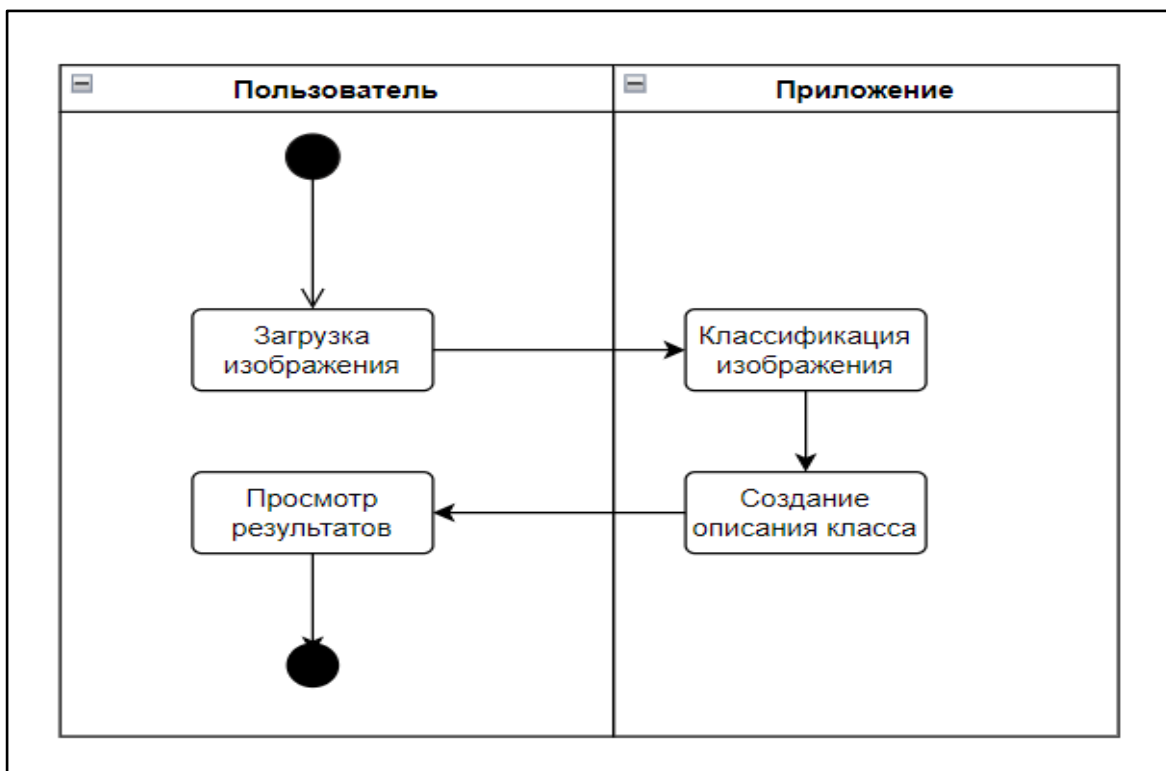 Пользователь
Приложение
Загрузка
изображения
Классификация
изображения
Просмотр
результатов
Создание
описания класса